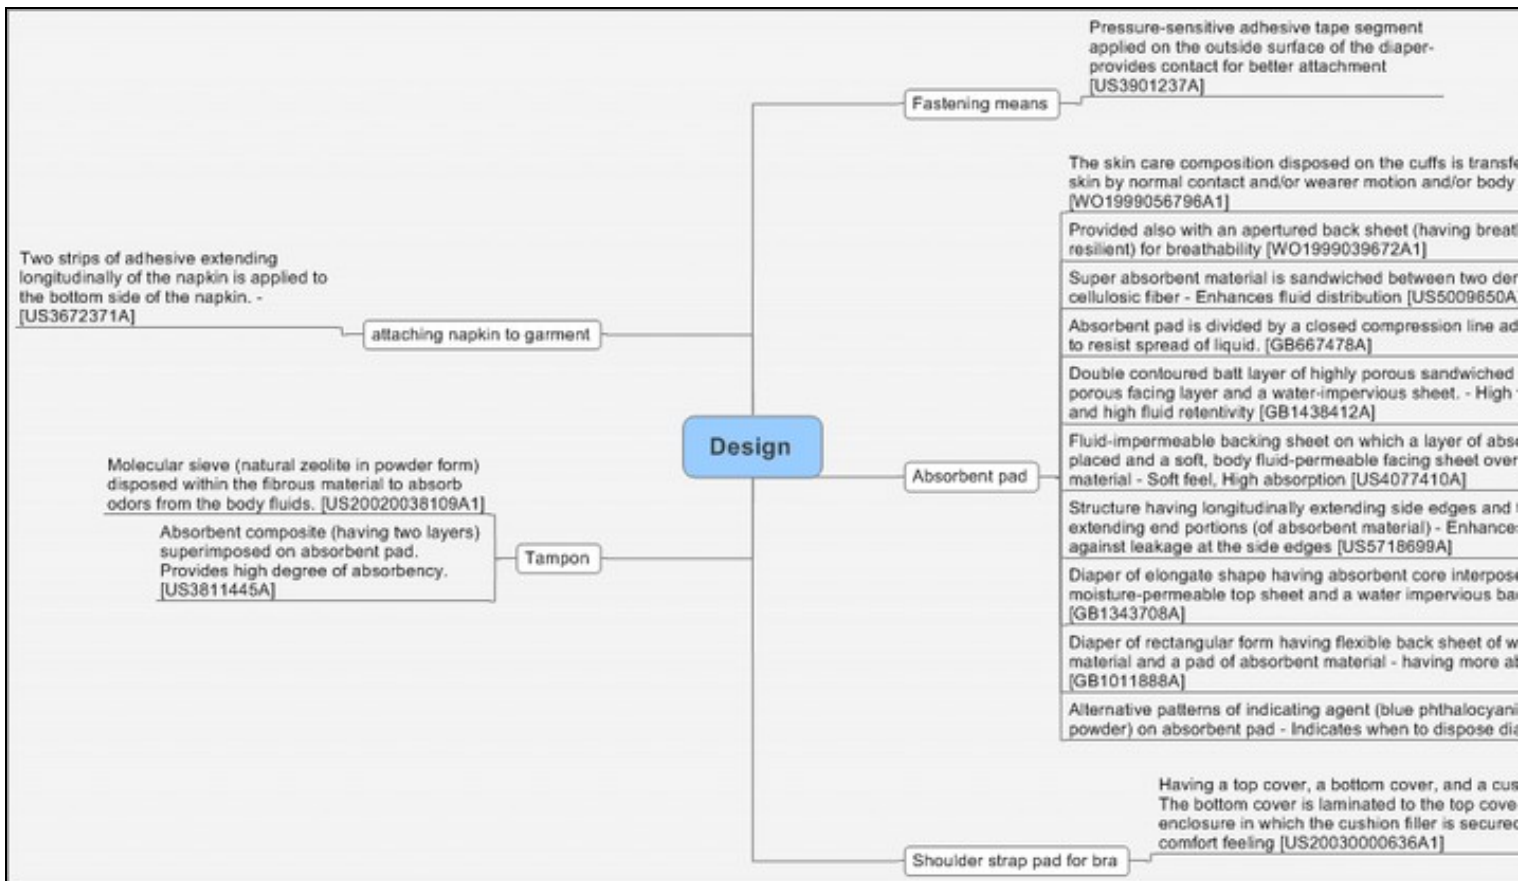 Pressure-sensitive adhesive tape segment
applied on the outside surface of the diaper-
provides contact for better attachment
[US3901237A]
Fastening means
The skin care composition disposed on the cuffs is
skin by normal contact and/or wearer motion and/or body
[WO1999056796A1]
Provided also with an apertured back sheet (having
resilient) for breathability [WO1999039672A1]
Super absorbent material is sandwiched between two
cellulosic fiber - Enhances fluid distribution [US5009650A
Absorbent pad is divided by a closed compression line
to resist spread of liquid. [GB667478A]
Double contoured batt layer of highly porous sandwiched
porous facing layer and a water-impervious sheet. - High
and high fluid retentivity [GB1438412A]
Fluid-impermeable backing sheet on which a layer of
placed and a soft, body fluid-permeable facing sheet over
material - Soft feel, High absorption [US4077410A]
Structure having longitudinally extending side edges and
extending end portions (of absorbent material) -
against leakage at the side edges [US5718699A]
Diaper of elongate shape having absorbent core
moisture-permeable top sheet and a water impervious
[GB1343708A]
Diaper of rectangular form having flexible back sheet of
material and a pad of absorbent material - having more
[GB1011888A]
Alternative patterns of indicating agent (blue
powder) on absorbent pad - Indicates when to dispose
Absorbent pad
Having a top cover, a bottom cover, and a
The bottom cover is laminated to the top
enclosure in which the cushion filler is secured
comfort feeling [US20030000636A1]
Shoulder strap pad for bra
Design
Two strips of adhesive extending
longitudinally of the napkin is applied to
the bottom side of the napkin. -
[US3672371A]
attaching napkin to garment
Molecular sieve (natural zeolite in powder form)
disposed within the fibrous material to absorb
odors from the body fluids. [US20020038109A1]
Absorbent composite (having two layers)
superimposed on absorbent pad.
Provides high degree of absorbency.
[US3811445A]
Tampon